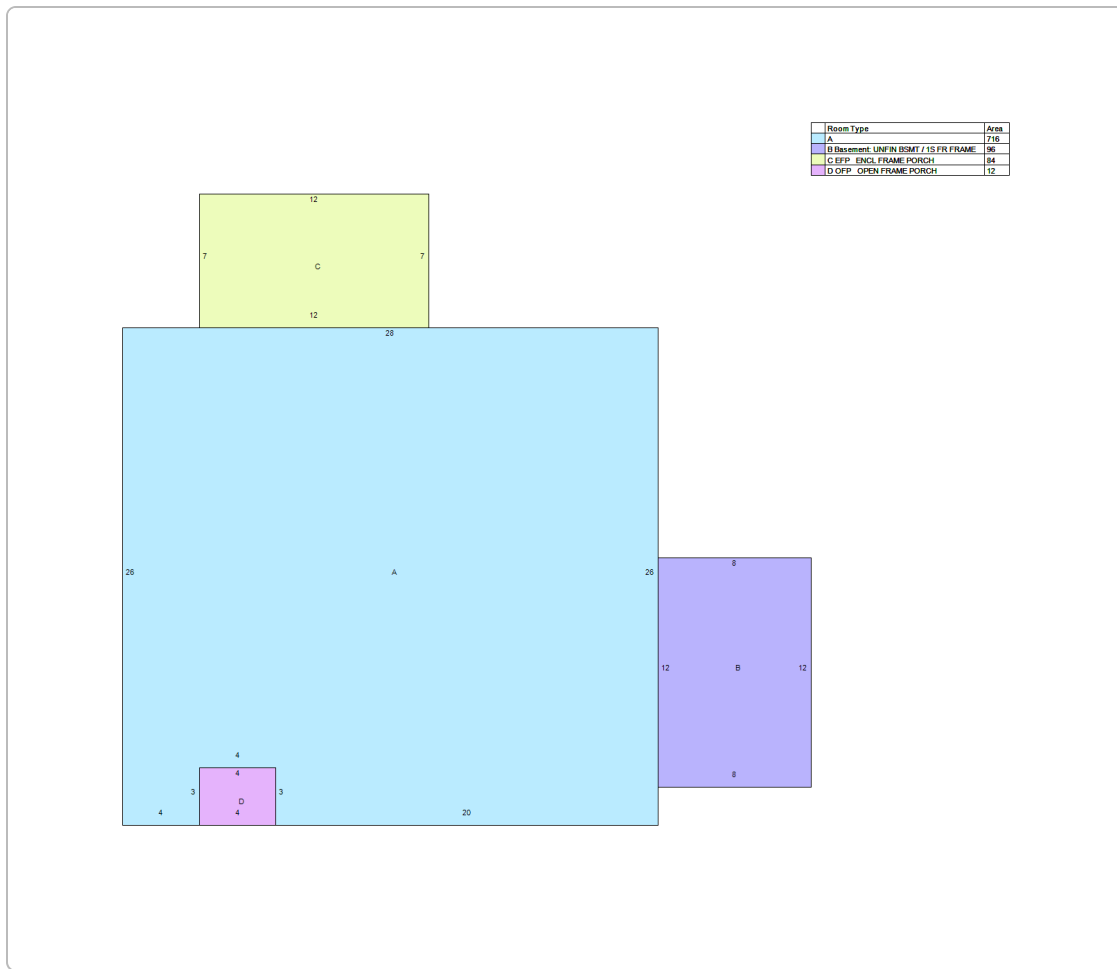 Room Type Area
A 716
B Basement: UNFIN BSMT / 1S FR FRAME 96
C EFP ENCL FRAME PORCH 84
D OFP OPEN FRAME PORCH 12
12
7 7
C
12
28
26 A 26
8
12 B 12
8
4
4
3 3
D
4 4 20